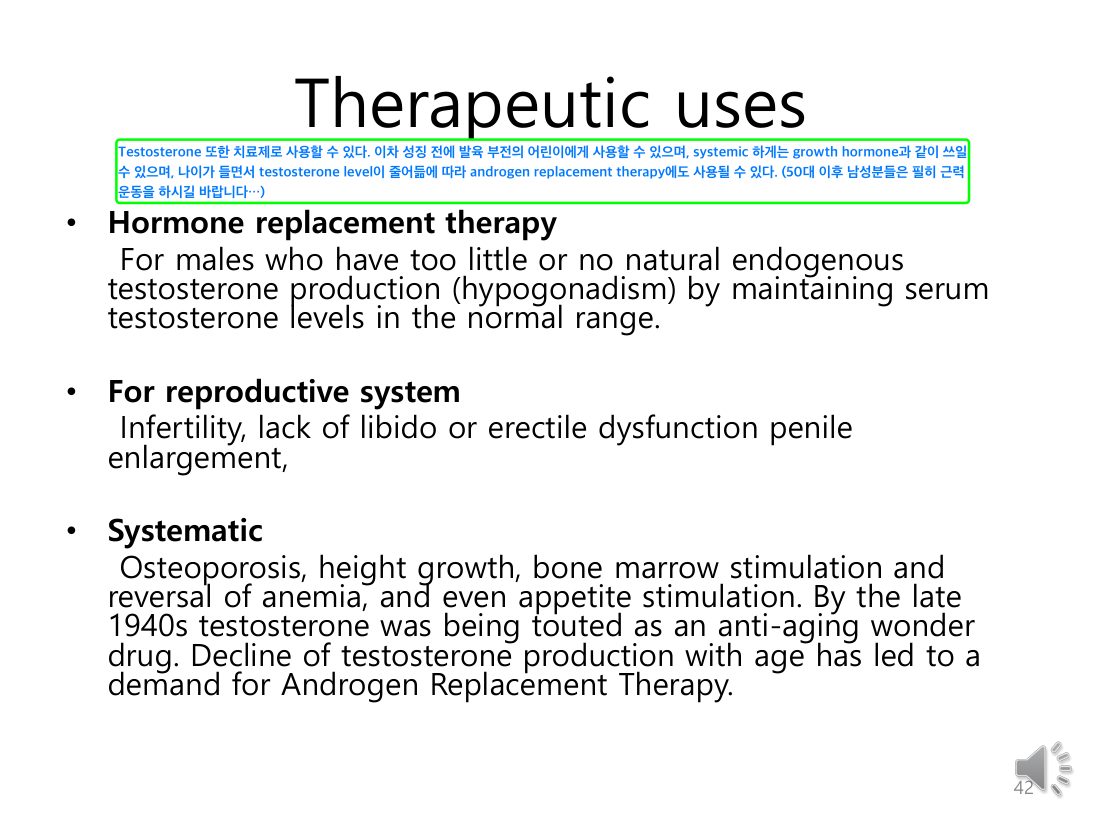 Therapeutic uses
Testosterone 또한 치료제로 사용할 수 있다. 이차 성징 전에 발육 부전의 어린이에게 사용할 수 있으며, systemic 하게는 growth hormone과 같이 쓰일
수 있으며, 나이가 들면서 testosterone level이 줄어듦에 따라 androgen replacement therapy에도 사용될 수 있다. (50대 이후 남성분들은 필히 근력
운동을 하시길 바랍니다…)
• Hormone replacement therapy
For males who have too little or no natural endogenous
testosterone production (hypogonadism) by maintaining serum
testosterone levels in the normal range.
• For reproductive system
Infertility, lack of libido or erectile dysfunction penile
enlargement,
• Systematic
Osteoporosis, height growth, bone marrow stimulation and
reversal of anemia, and even appetite stimulation. By the late
1940s testosterone was being touted as an anti-aging wonder
drug. Decline of testosterone production with age has led to a
demand for Androgen Replacement Therapy.
42